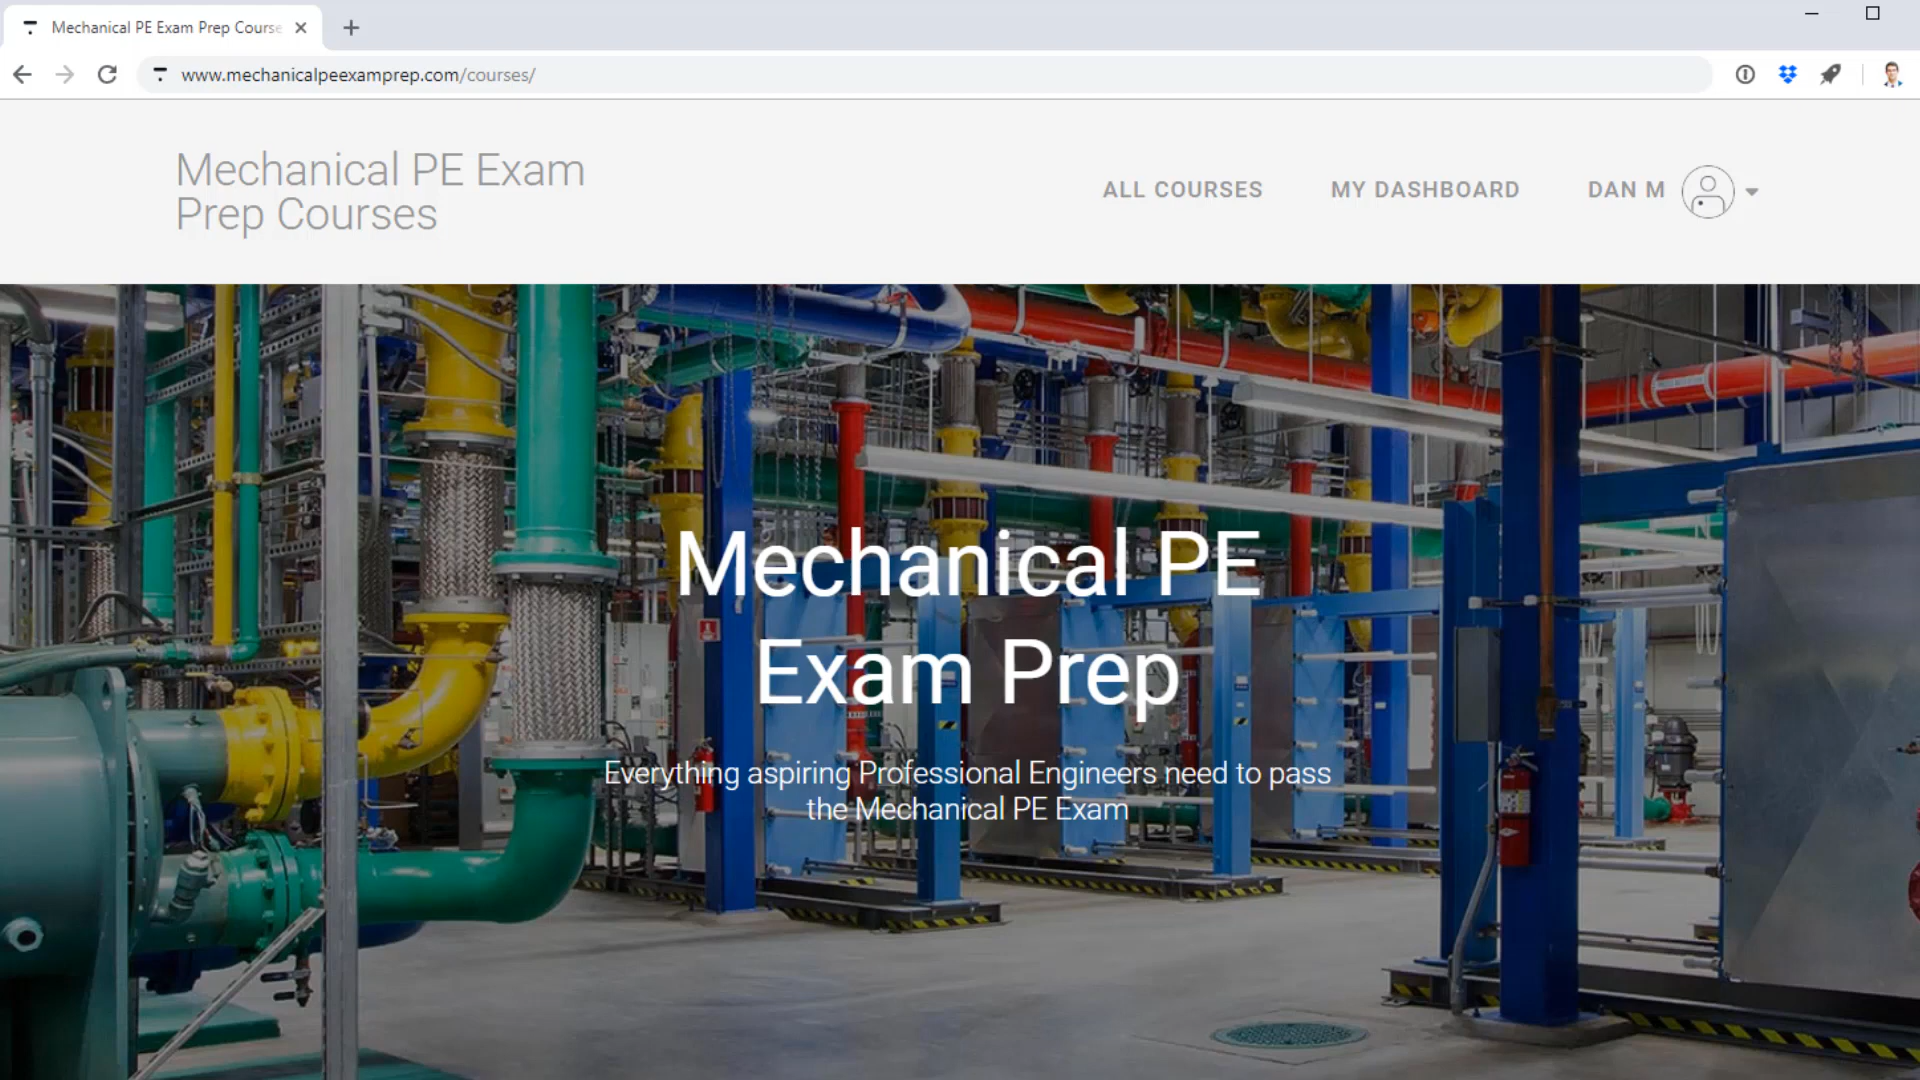 Mechanical PE Exam Prep Course
www.mechanicalpeexamprep.com/courses/
Mechanical PE Exam
Prep Courses
ALL COURSES
MY DASHBOARD
DAN M
Mechanical PE
Exam Prep
Everything aspiring Professional Engineers need to pass
the Mechanical PE Exam